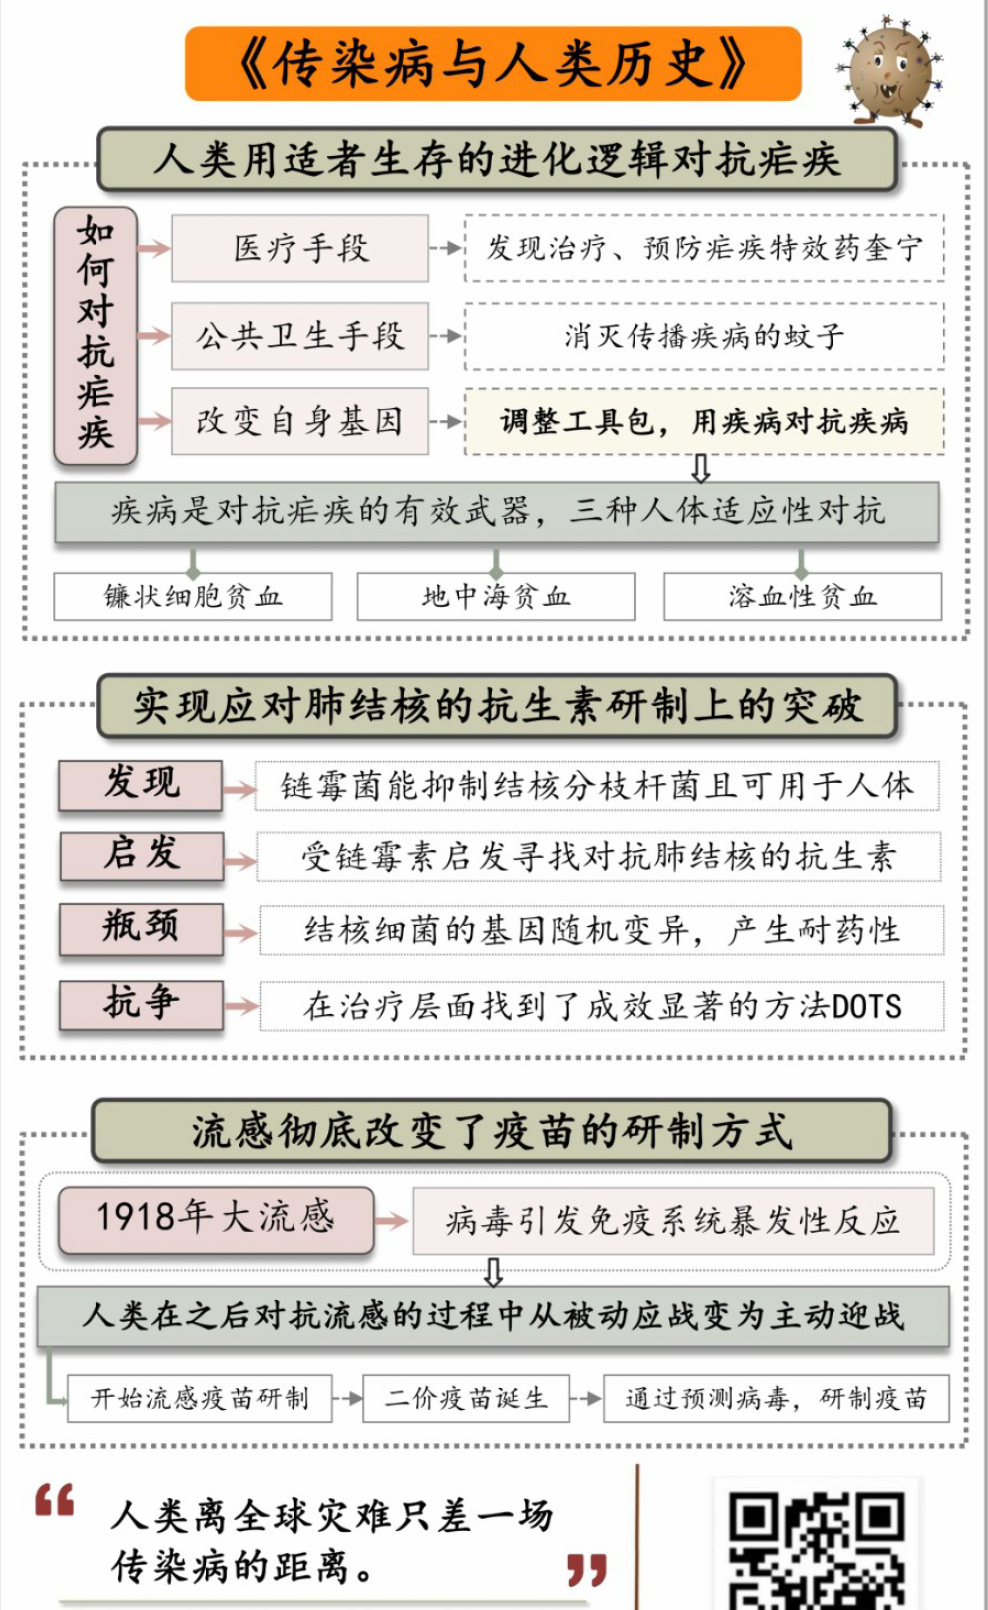 《传染病与人类历史》
人类用适者生存的进化逻辑对抗疟疾
如何对抗疟疾
医疗手段
发现治疗、预防疟疾特效药奎宁
公共卫生手段
消灭传播疾病的蚊子
改变自身基因
调整工具包，用疾病对抗疾病
疾病是对抗疟疾的有效武器，三种人体适应性对抗
镰状细胞贫血
地中海贫血
溶血性贫血
实现应对肺结核的抗生素研制上的突破
发现
链霉菌能抑制结核分枝杆菌且可用于人体
启发
受链霉素启发寻找对抗肺结核的抗生素
瓶颈
结核细菌的基因随机变异，产生耐药性
抗争
在治疗层面找到了成效显著的方法DOTS
流感彻底改变了疫苗的研制方式
1918年大流感
病毒引发免疫系统暴发性反应
人类在之后对抗流感的过程中从被动应战变为主动迎战
开始流感疫苗研制
二价疫苗诞生
通过预测病毒，研制疫苗
“人类离全球灾难只差一场
传染病的距离。”